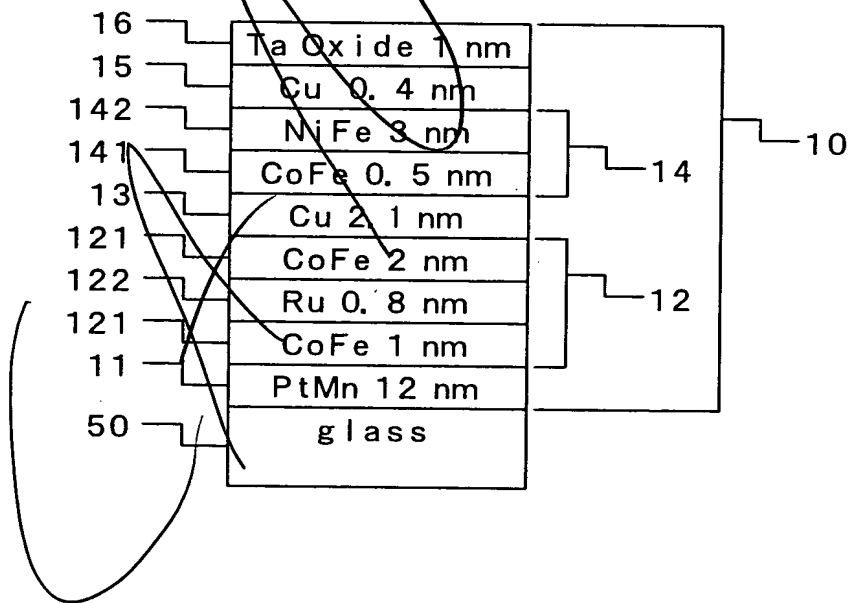 16 Ta Oxide 1 nm
15 Cu 0.4 nm
142 NiFe 3 nm
10
141 CoFe 0.5 nm
14
13 Cu 2.1 nm
121 CoFe 2 nm
122 Ru 0.8 nm
12
121 CoFe 1 nm
11 PtMn 12 nm
50 glass